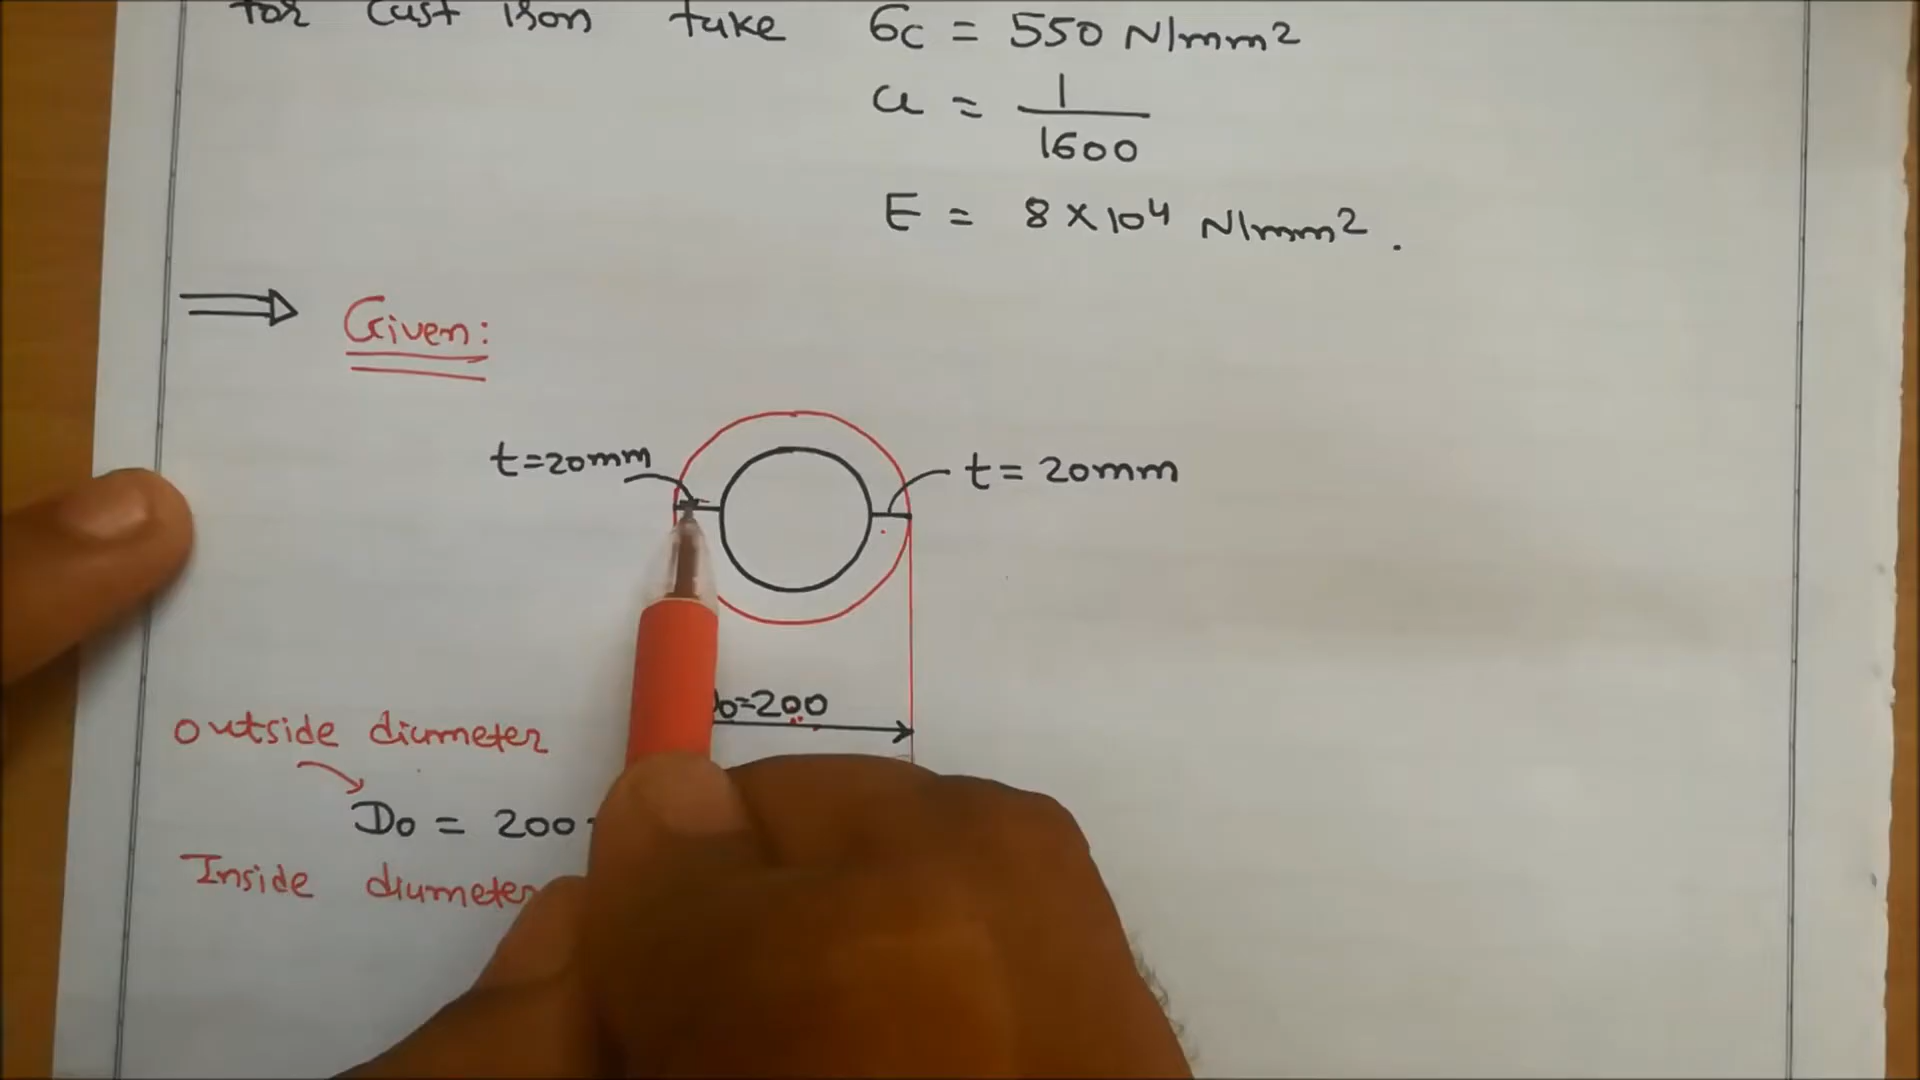 for cast iron take σc = 550 N/mm2
a = 1/1600
E = 8 × 10⁴ N/mm2 .
Given:
t=20mm
t = 20mm
Do=200
Outside diameter
Do = 200
Inside diameter